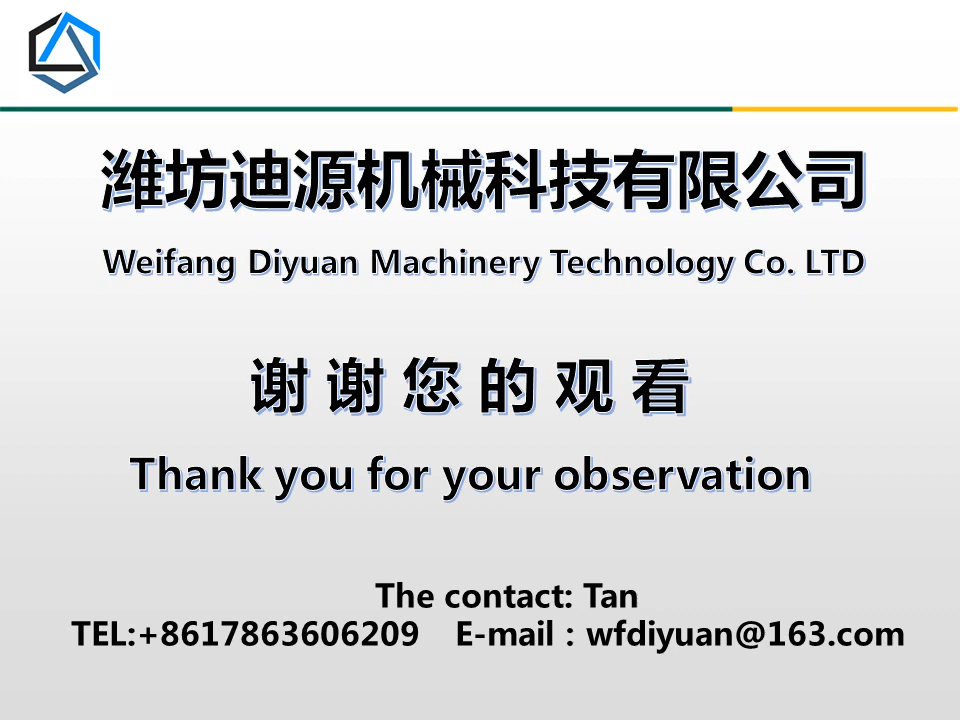 潍坊迪源机械科技有限公司
Weifang Diyuan Machinery Technology Co. LTD
谢谢您的观看
Thank you for your observation
The contact: Tan
TEL:+8617863606209 E-mail：wfdiyuan@163.com